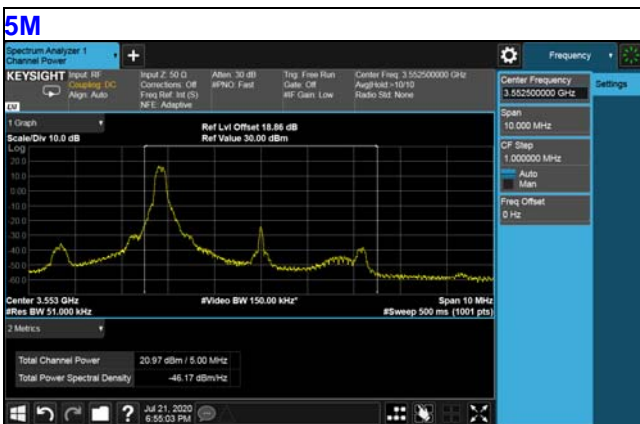 5M
Spectrum Analyzer 1
Channel Power
Frequency
KEYSIGHT
Input: RF
Coupling: DC
Align: Auto
Input Z: 50 Ω
Corrections: Off
Freq Ref: Int (S)
NFE: Adaptive
Atten: 30 dB
#PNO: Fast
Trig: Free Run
Gate: Off
#IF Gain: Low
Center Freq: 3.552500000 GHz
Avg|Hold:>10/10
Radio Std: None
Center Frequency
3.552500000 GHz
Settings
Span
10.000 MHz
CF Step
1.000000 MHz
Auto
Man
Freq Offset
0 Hz
1 Graph
Scale/Div 10.0 dB
Ref Lvl Offset 18.86 dB
Ref Value 30.00 dBm
Log
20.0
10.0
0.00
-10.0
-20.0
-30.0
-40.0
-50.0
-60.0
Center 3.553 GHz
#Video BW 150.00 kHz*
Span 10 MHz
#Res BW 51.000 kHz
#Sweep 500 ms (1001 pts)
2 Metrics
Total Channel Power 20.97 dBm / 5.00 MHz
Total Power Spectral Density -46.17 dBm/Hz
Jul 21, 2020
6:55:03 PM